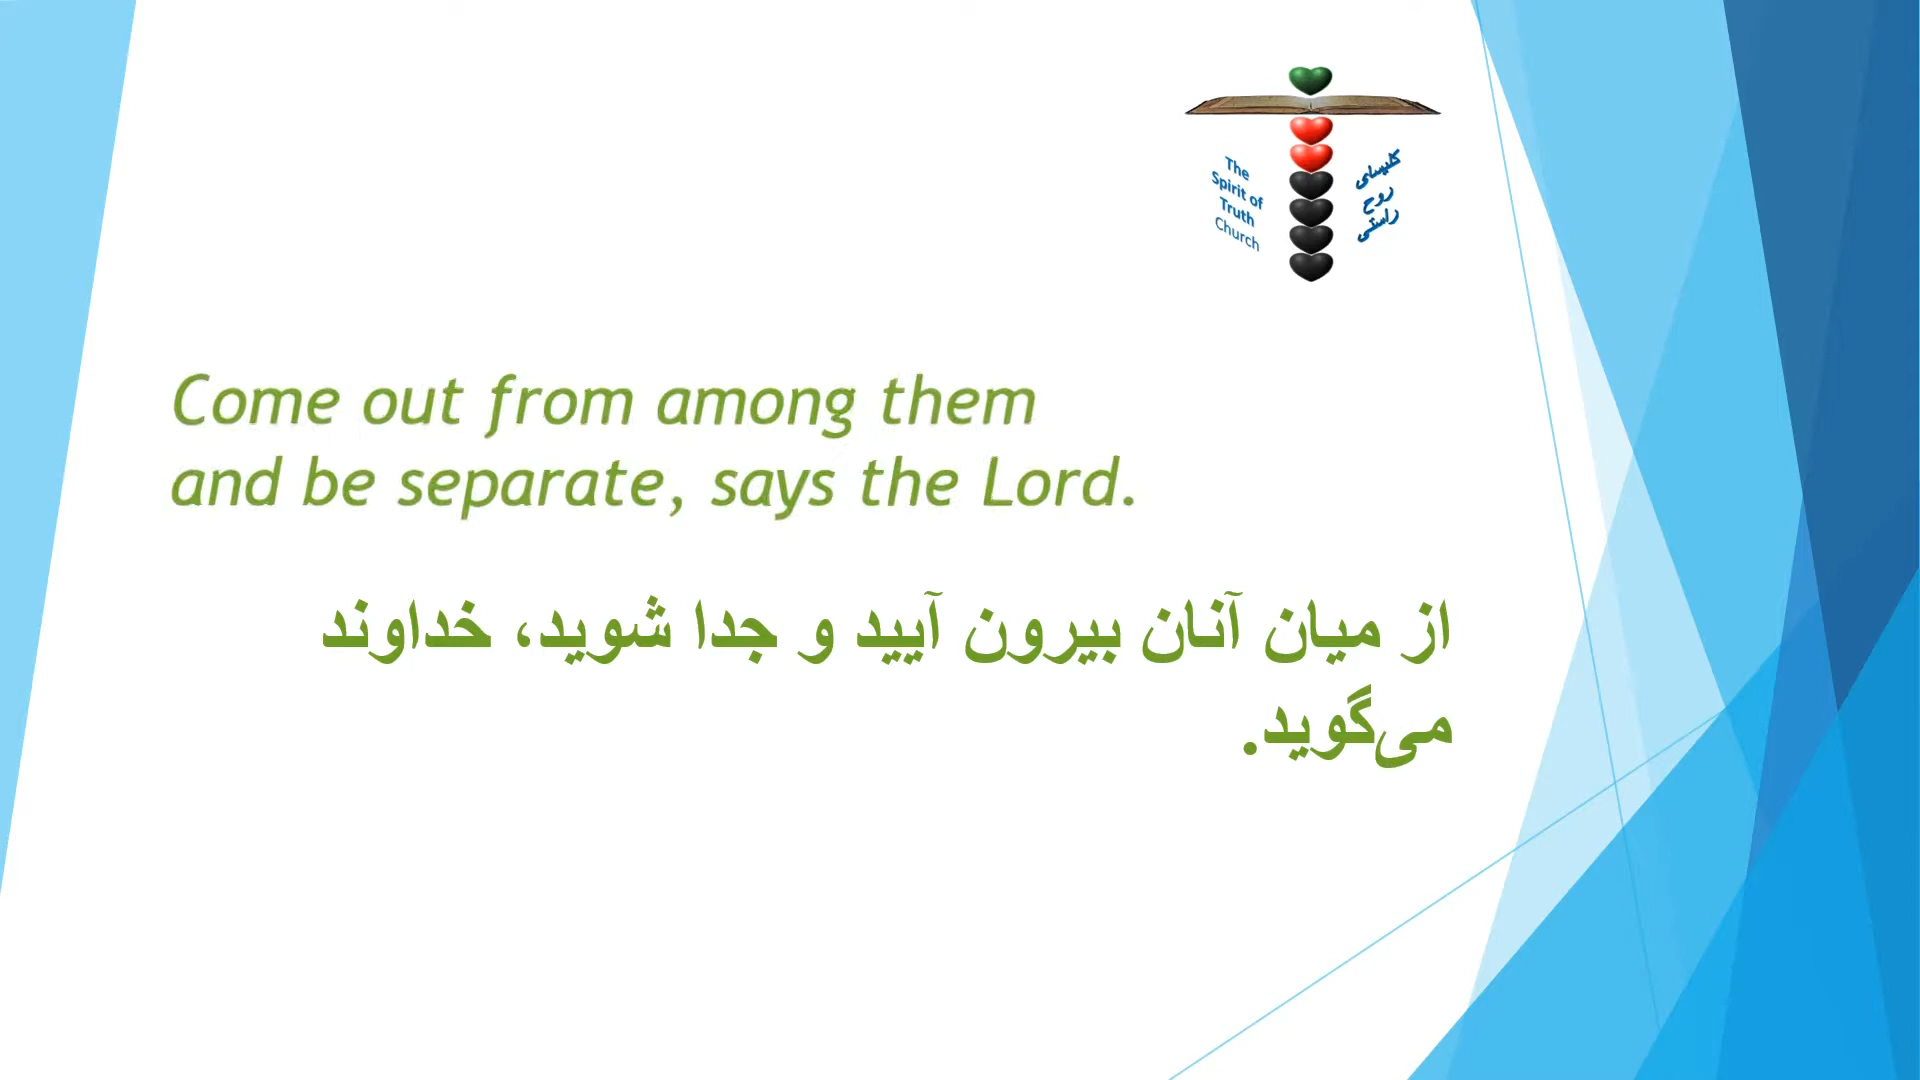 The
Spirit of
Truth
Church
کلیسای
روح
راستی
Come out from among them
and be separate, says the Lord.
از میان آنان بیرون آیید و جدا شوید، خداوند
می‌گوید.